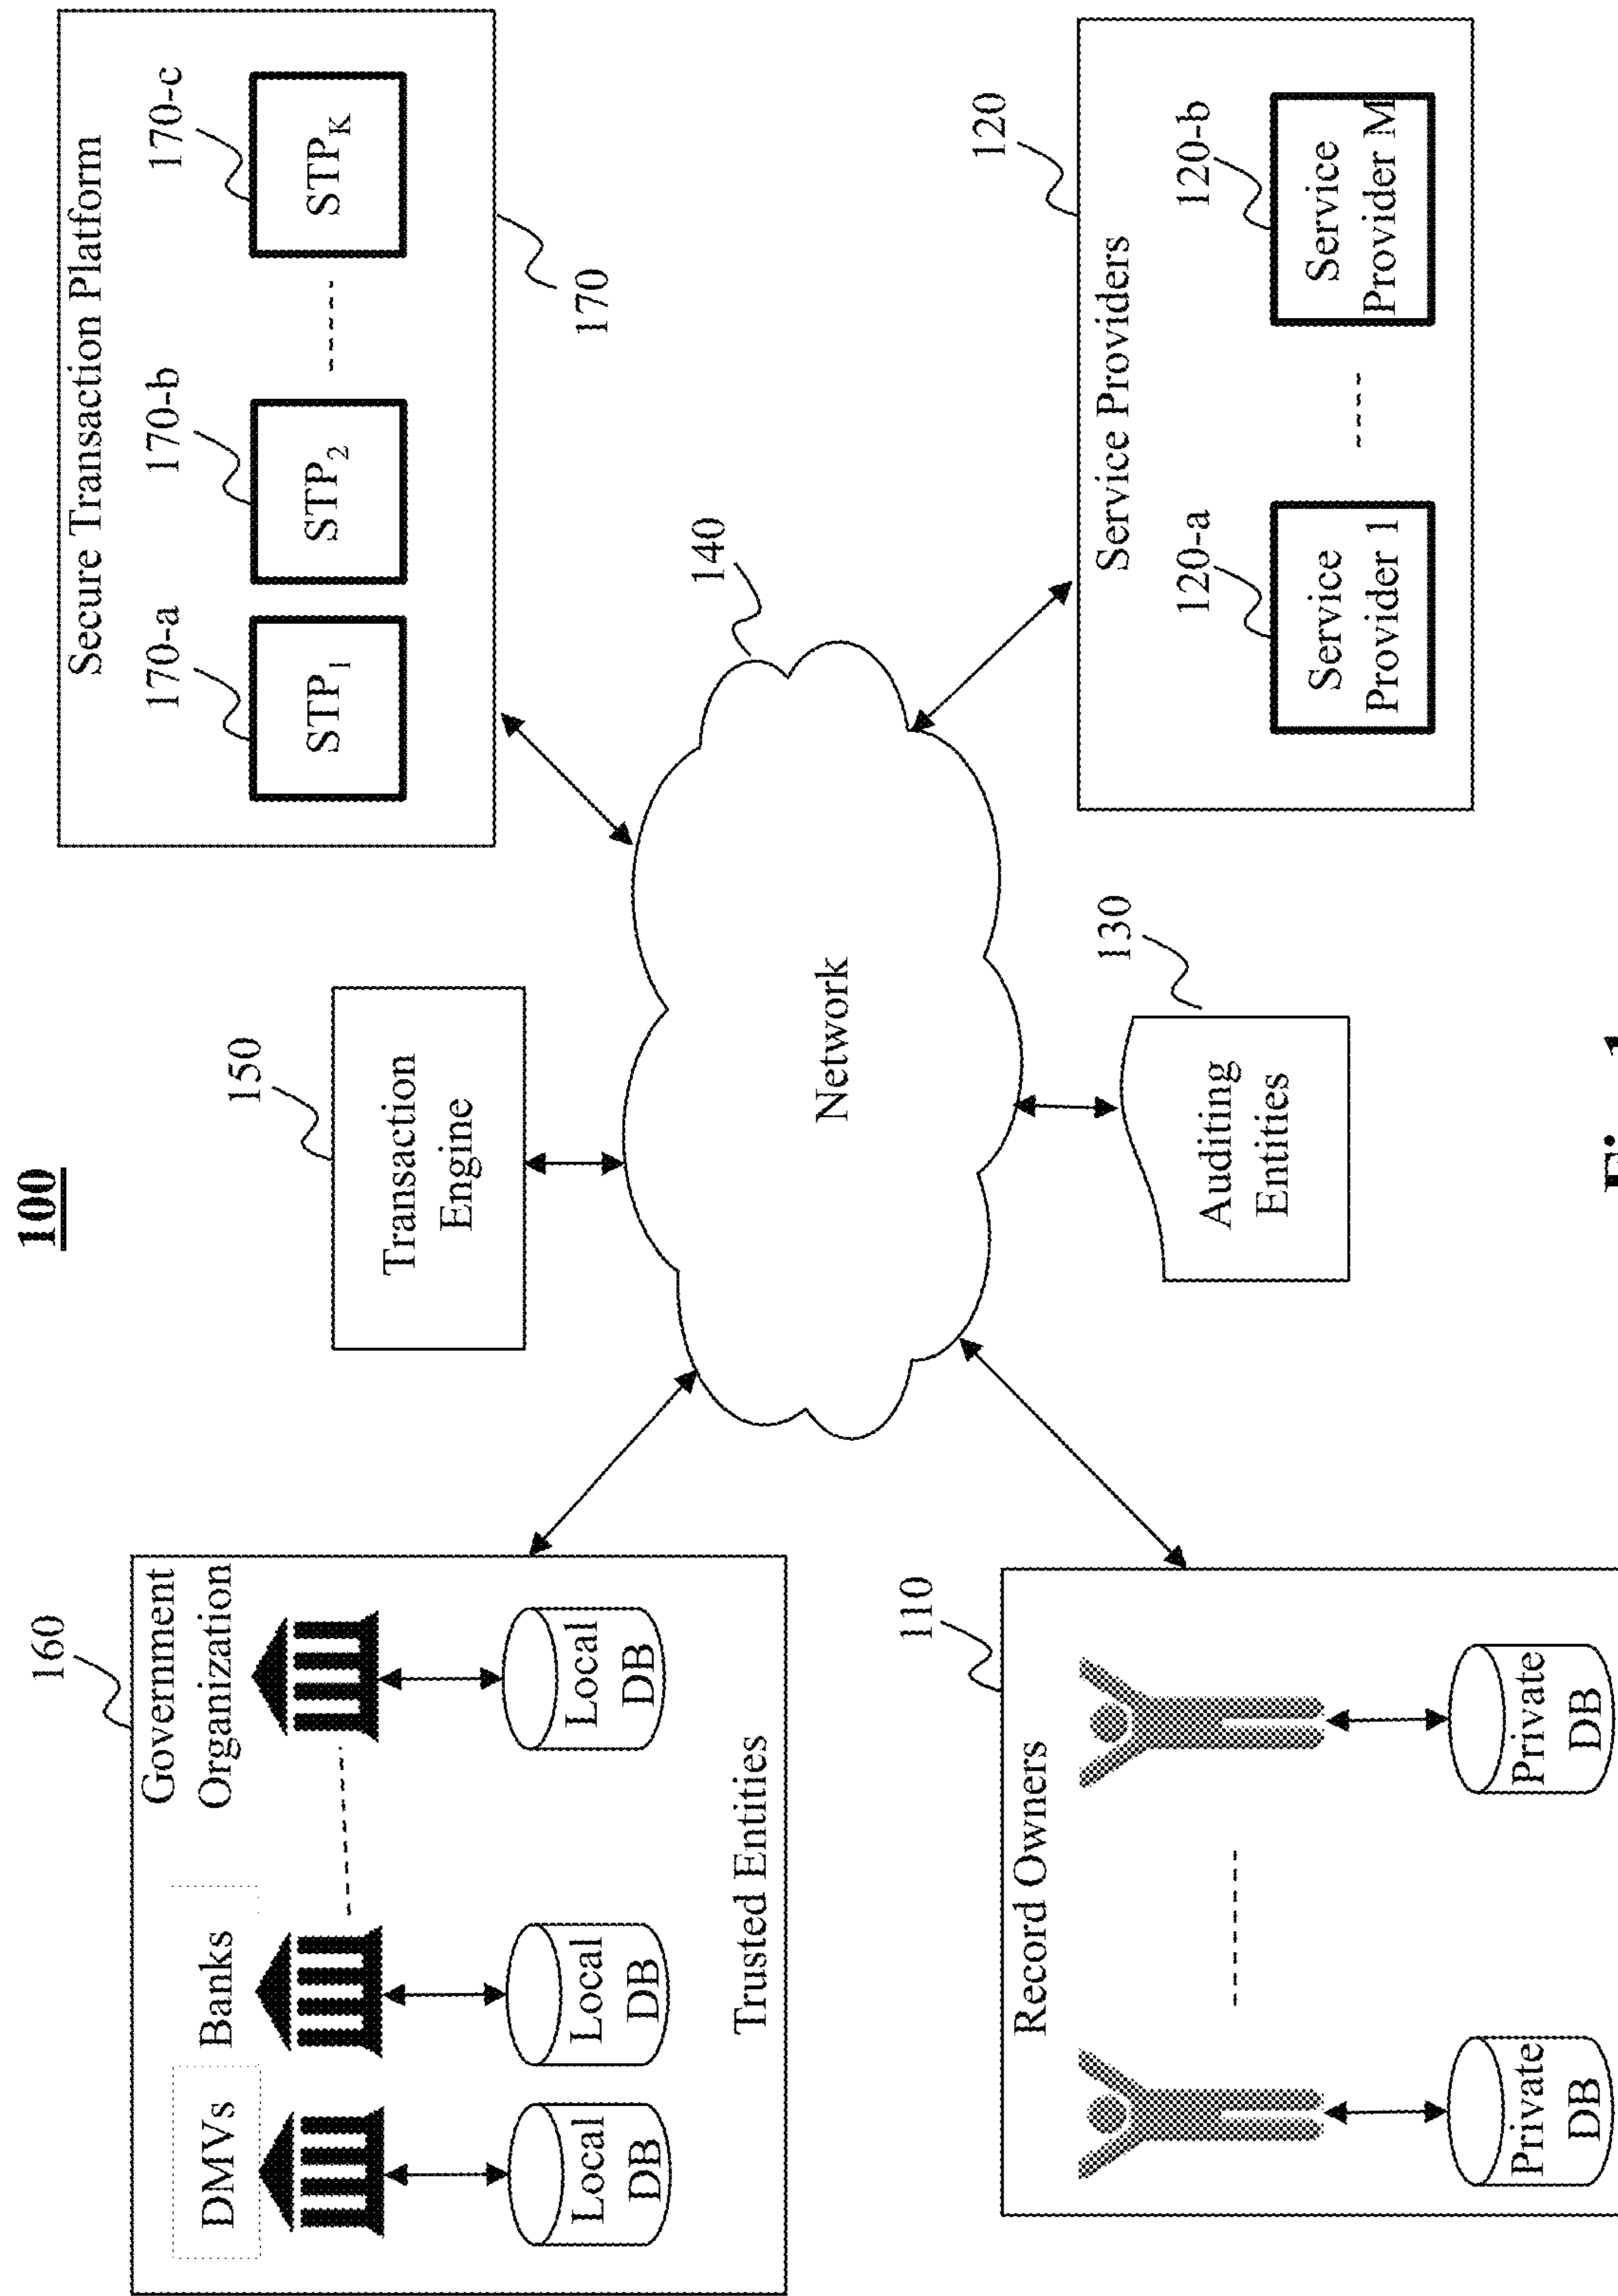 100
160
Government
Organization
Banks
DMVs
Local
DB
Local
DB
Local
DB
Trusted Entities
150
Transaction
Engine
Secure Transaction Platform
170-a
170-b
170-c
STP1
STP2
STPK
170
140
Network
110
Record Owners
Private
DB
Private
DB
130
Auditing
Entities
120
Service Providers
120-a
120-b
Service
Provider 1
Service
Provider M